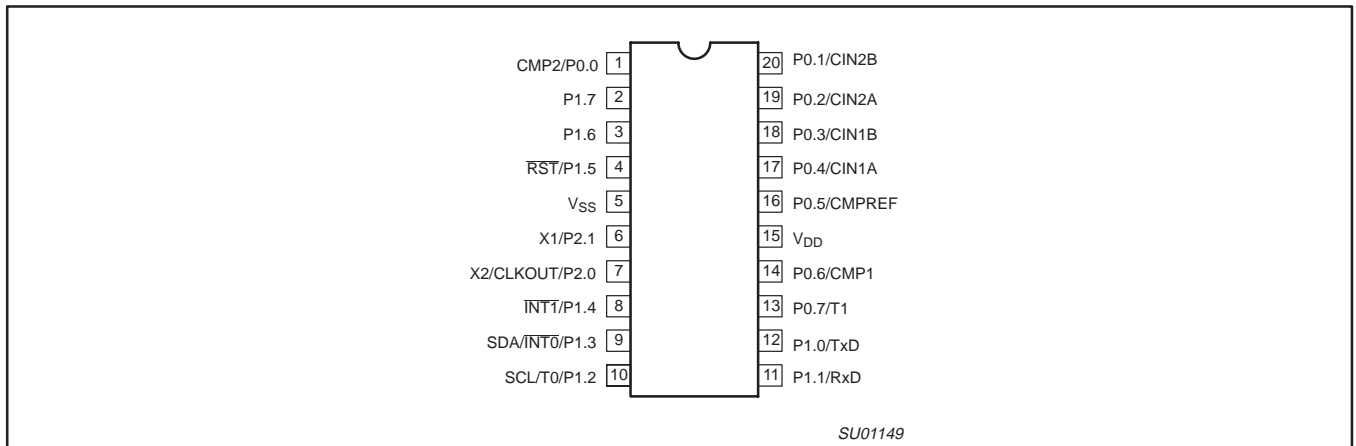 CMP2/P0.0 1 20 P0.1/CIN2B
P1.7 2 19 P0.2/CIN2A
P1.6 3 18 P0.3/CIN1B
R̅S̅T̅/P1.5 4 17 P0.4/CIN1A
VSS 5 16 P0.5/CMPREF
X1/P2.1 6 15 VDD
X2/CLKOUT/P2.0 7 14 P0.6/CMP1
I̅N̅T̅1̅/P1.4 8 13 P0.7/T1
SDA/I̅N̅T̅0̅/P1.3 9 12 P1.0/TxD
SCL/T0/P1.2 10 11 P1.1/RxD
SU01149